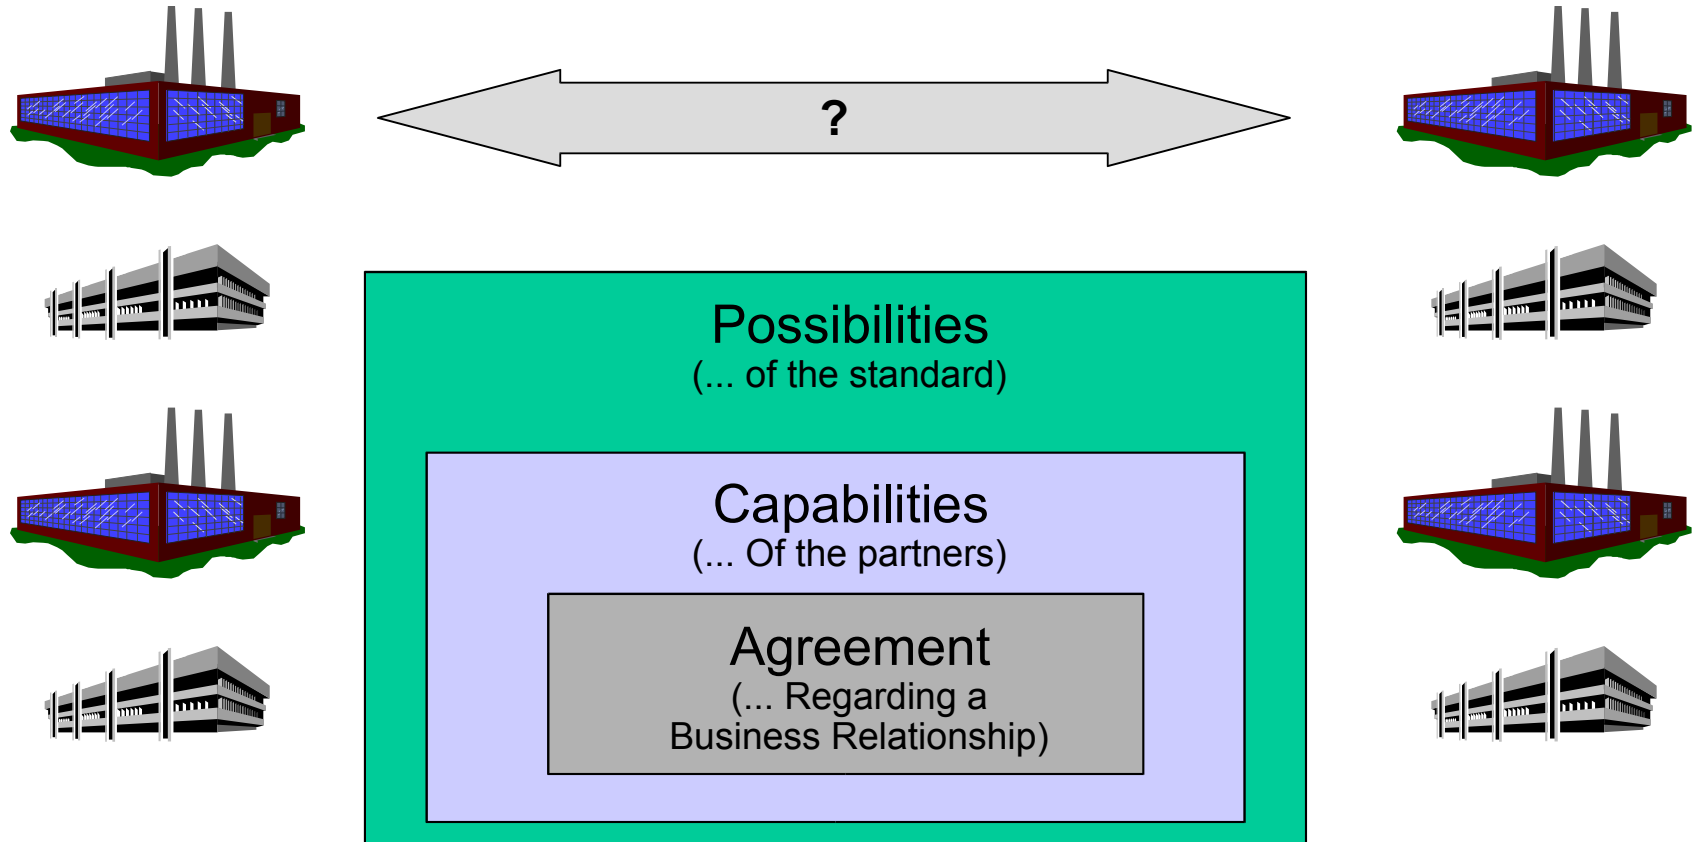 ?
Possibilities
(... of the standard)
Capabilities
(... Of the partners)
Agreement
(... Regarding a
Business Relationship)